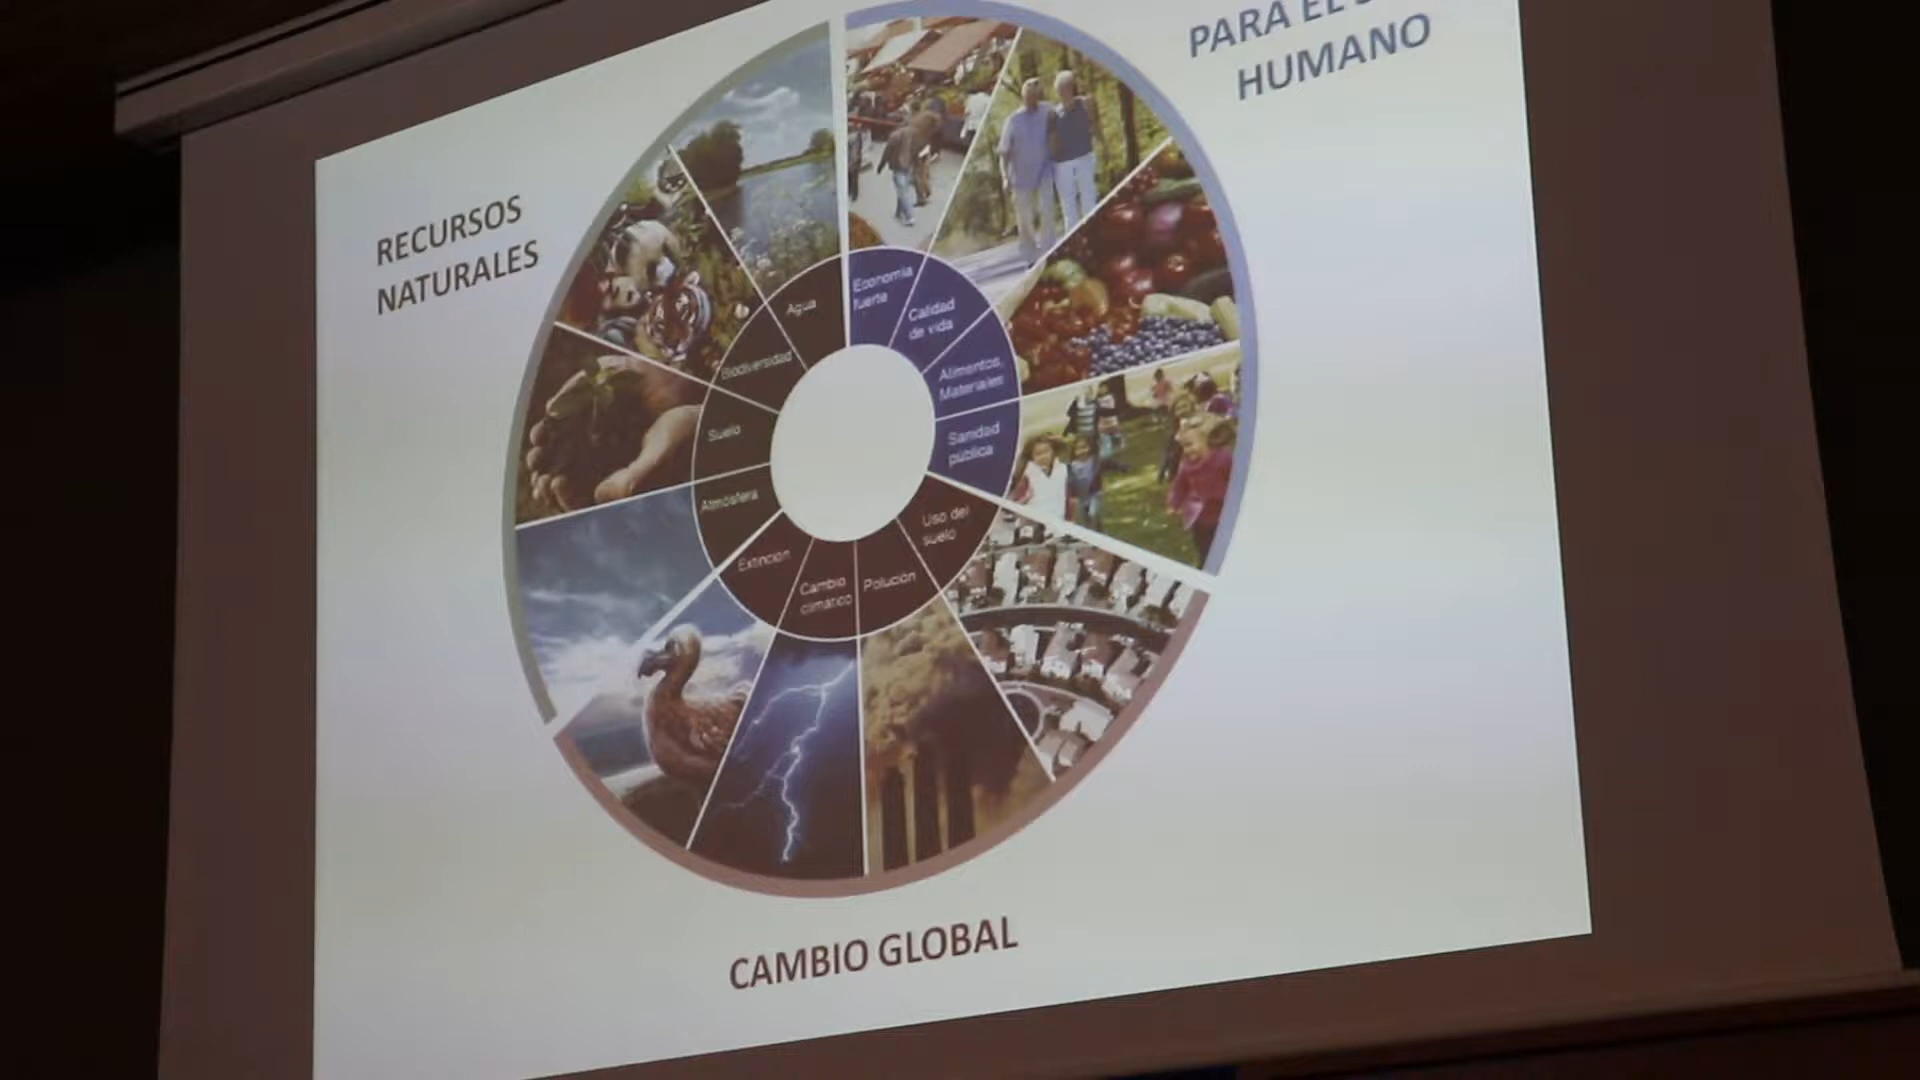 PARA EL
HUMANO
RECURSOS
NATURALES
Economía
fuerte
Calidad
de vida
Alimentos,
Materiales
Sanidad
pública
Uso del
suelo
Polución
Cambio
climático
Extinción
Atmósfera
Suelo
Biodiversidad
Agua
CAMBIO GLOBAL